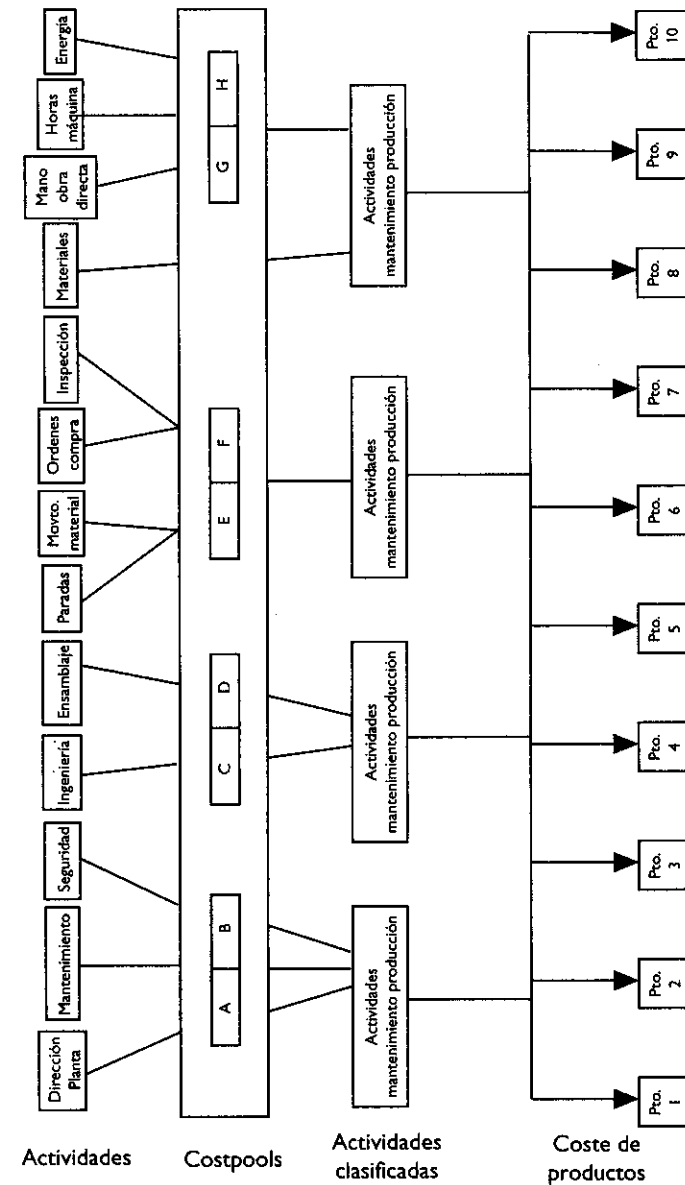 Actividades
Dirección
Planta
Mantenimiento
Seguridad
Ingeniería
Ensamblaje
Paradas
Movto.
material
Ordenes
compra
Inspección
Materiales
Mano
obra
directa
Horas
máquina
Energía
Costpools
A
B
C
D
E
F
G
H
Actividades
clasificadas
Actividades
mantenimiento producción
Actividades
mantenimiento producción
Actividades
mantenimiento producción
Actividades
mantenimiento producción
Coste de
productos
Pto.
1
Pto.
2
Pto.
3
Pto.
4
Pto.
5
Pto.
6
Pto.
7
Pto.
8
Pto.
9
Pto.
10